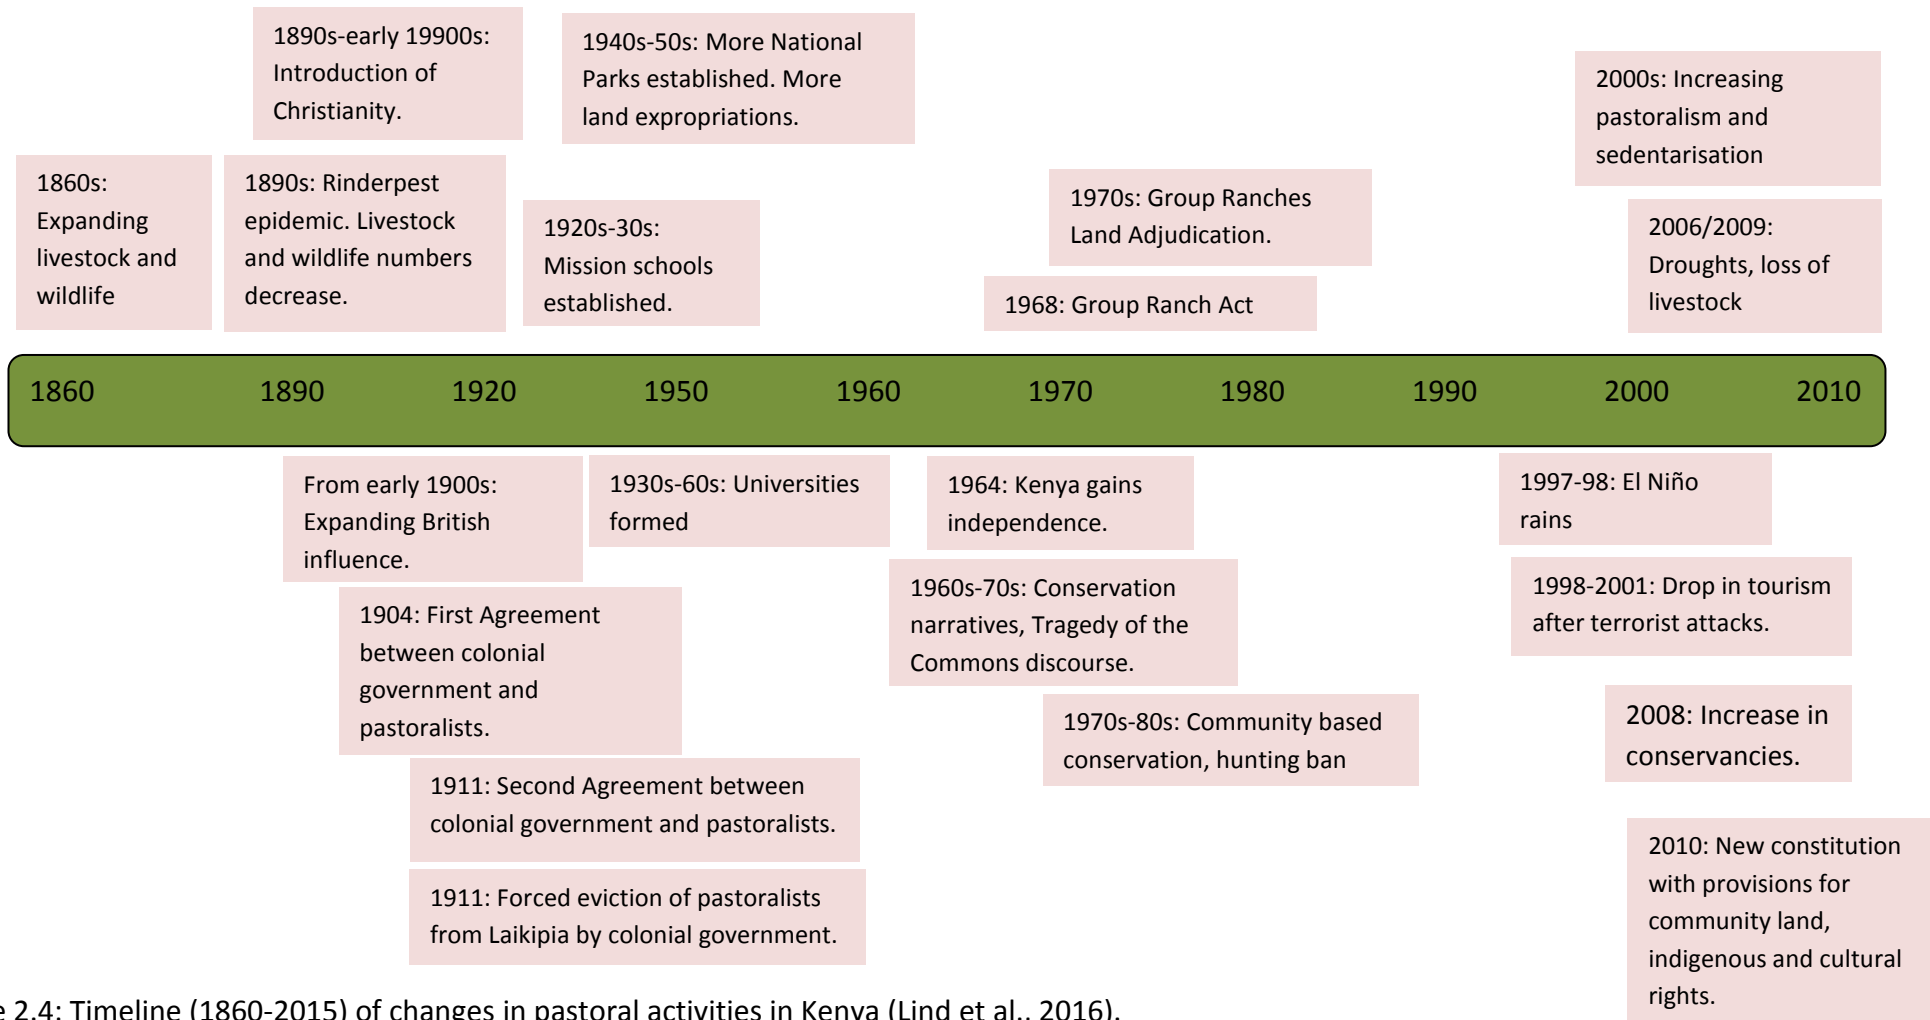 1890s-early 19900s:
Introduction of
Christianity.
1940s-50s: More National
Parks established. More
land expropriations.
2000s: Increasing
pastoralism and
sedentarisation
1860s:
Expanding
livestock and
wildlife
1890s: Rinderpest
epidemic. Livestock
and wildlife numbers
decrease.
1920s-30s:
Mission schools
established.
1970s: Group Ranches
Land Adjudication.
1968: Group Ranch Act
2006/2009:
Droughts, loss of
livestock
1860 1890 1920 1950 1960 1970 1980 1990 2000 2010
From early 1900s:
Expanding British
influence.
1930s-60s: Universities
formed
1964: Kenya gains
independence.
1997-98: El Niño
rains
1904: First Agreement
between colonial
government and
pastoralists.
1960s-70s: Conservation
narratives, Tragedy of the
Commons discourse.
1998-2001: Drop in tourism
after terrorist attacks.
1970s-80s: Community based
conservation, hunting ban
2008: Increase in
conservancies.
1911: Second Agreement between
colonial government and pastoralists.
1911: Forced eviction of pastoralists
from Laikipia by colonial government.
2010: New constitution
with provisions for
community land,
indigenous and cultural
rights.
e 2.4: Timeline (1860-2015) of changes in pastoral activities in Kenya (Lind et al., 2016).